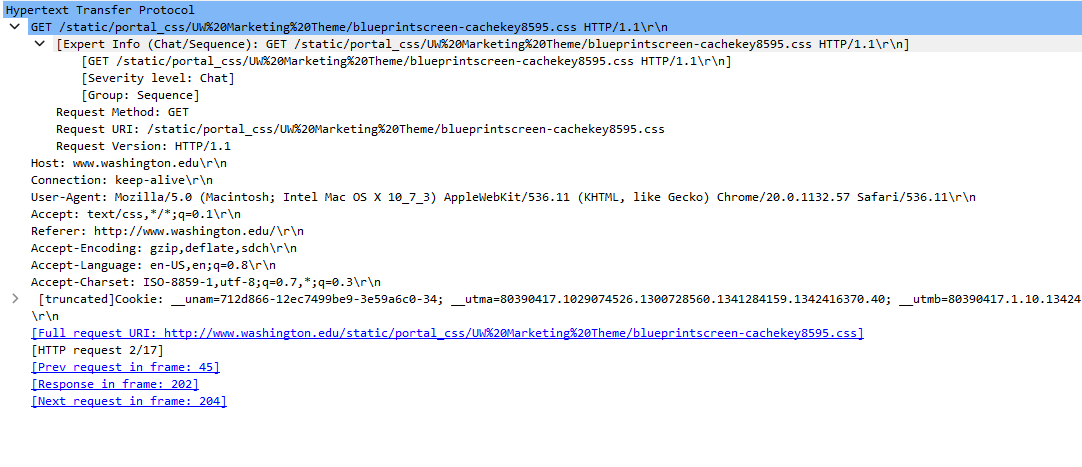 Hypertext Transfer Protocol
GET /static/portal_css/UW%20Marketing%20Theme/blueprintscreen-cachekey8595.css HTTP/1.1\r\n
[Expert Info (Chat/Sequence): GET /static/portal_css/UW%20Marketing%20Theme/blueprintscreen-cachekey8595.css HTTP/1.1\r\n]
[GET /static/portal_css/UW%20Marketing%20Theme/blueprintscreen-cachekey8595.css HTTP/1.1\r\n]
[Severity level: Chat]
[Group: Sequence]
Request Method: GET
Request URI: /static/portal_css/UW%20Marketing%20Theme/blueprintscreen-cachekey8595.css
Request Version: HTTP/1.1
Host: www.washington.edu\r\n
Connection: keep-alive\r\n
User-Agent: Mozilla/5.0 (Macintosh; Intel Mac OS X 10_7_3) AppleWebKit/536.11 (KHTML, like Gecko) Chrome/20.0.1132.57 Safari/536.11\r\n
Accept: text/css,*/*;q=0.1\r\n
Referer: http://www.washington.edu/\r\n
Accept-Encoding: gzip,deflate,sdch\r\n
Accept-Language: en-US,en;q=0.8\r\n
Accept-Charset: ISO-8859-1,utf-8;q=0.7,*;q=0.3\r\n
[truncated]Cookie: __unam=712d866-12ec7499be9-3e59a6c0-34; __utma=80390417.1029074526.1300728560.1341284159.1342416370.40; __utmb=80390417.1.10.13424
\r\n
[Full request URI: http://www.washington.edu/static/portal_css/UW%20Marketing%20Theme/blueprintscreen-cachekey8595.css]
[HTTP request 2/17]
[Prev request in frame: 45]
[Response in frame: 202]
[Next request in frame: 204]